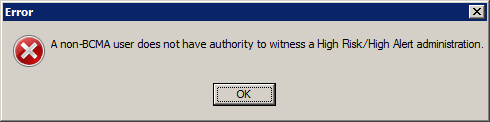 Error
A non-BCMA user does not have authority to witness a High Risk/High Alert administration.
OK